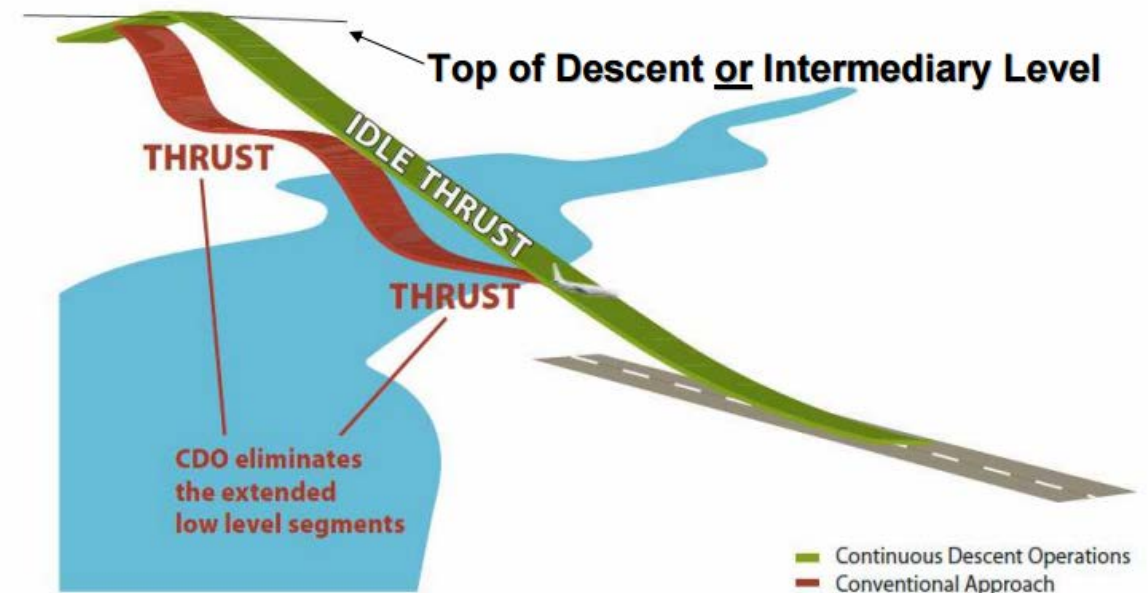 Top of Descent or Intermediary Level
IDLE THRUST
THRUST
THRUST
CDO eliminates
the extended
low level segments
Continuous Descent Operations
Conventional Approach